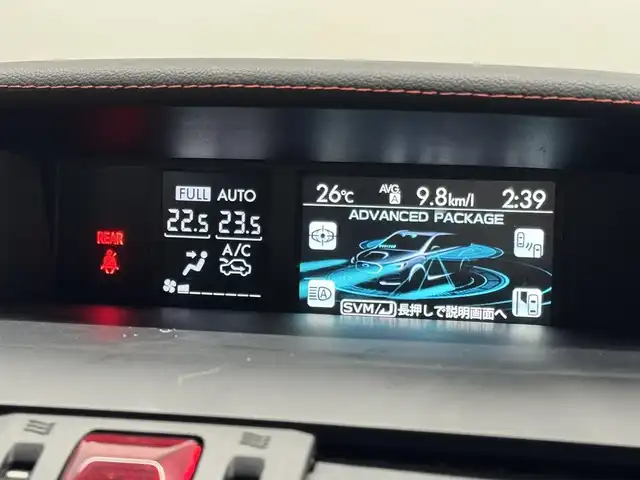 REAR
FULL AUTO
22.5 23.5
A/C
26℃ AVG. A 9.8km/l 2:39
ADVANCED PACKAGE
A
SVM/ 長押しで説明画面へ